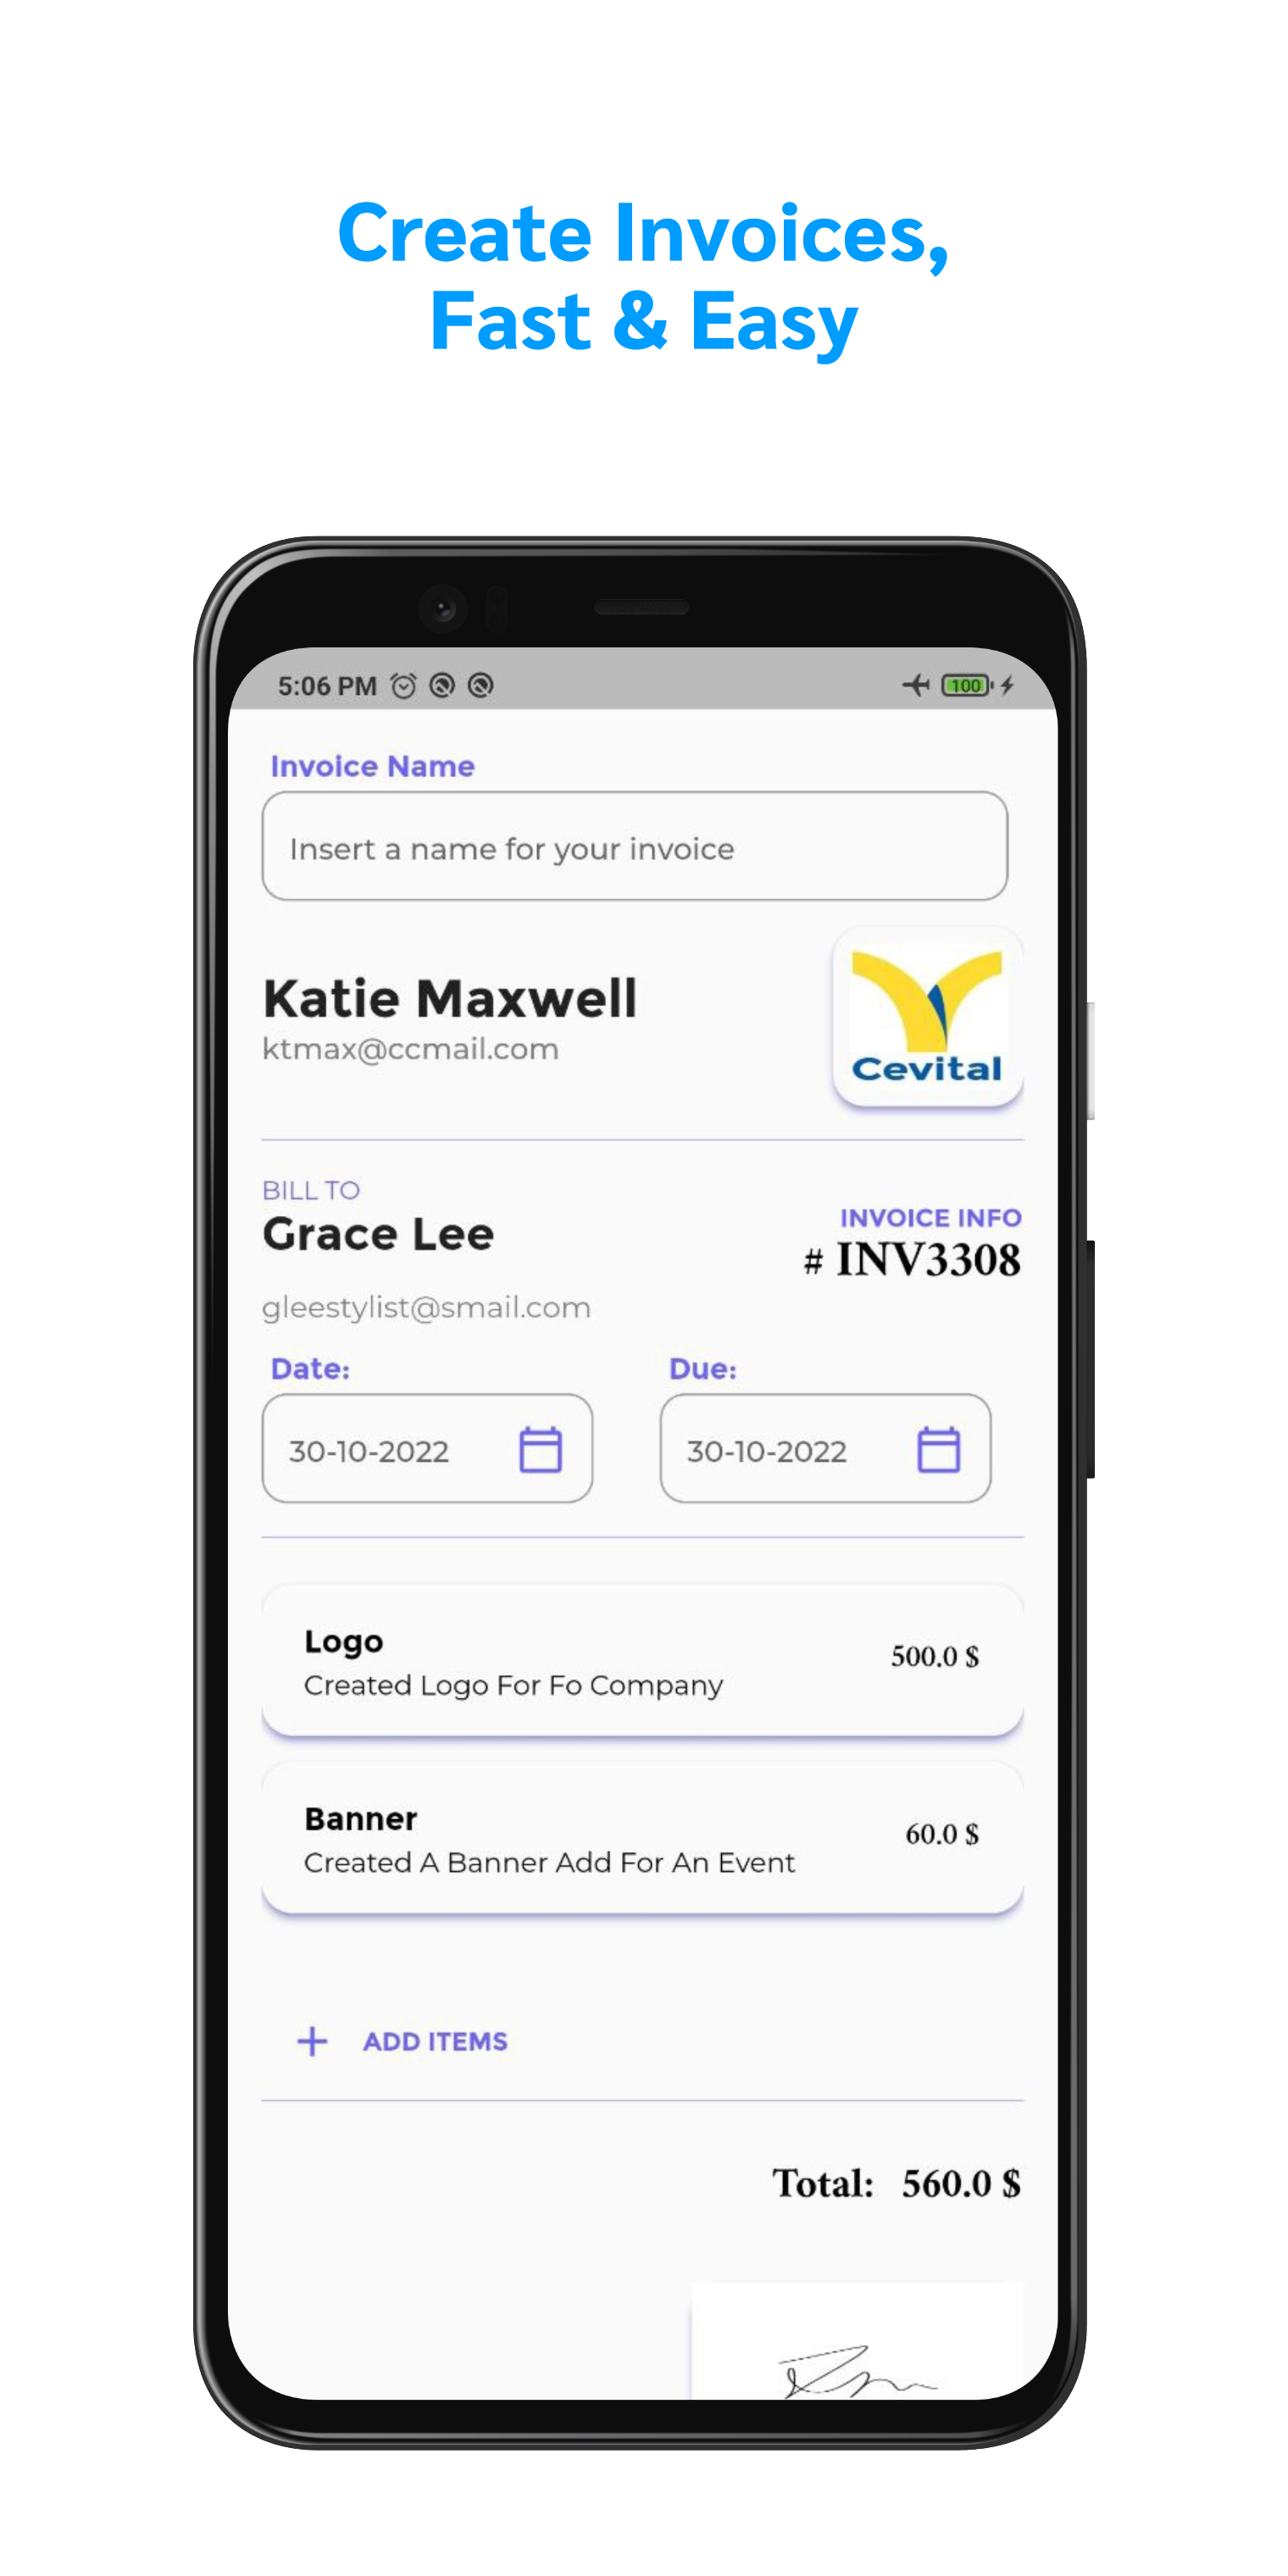 Create Invoices,
Fast & Easy
5:06 PM
100
Invoice Name
Insert a name for your invoice
Katie Maxwell
ktmax@ccmail.com
Cevital
BILL TO
Grace Lee
INVOICE INFO
# INV3308
gleestylist@smail.com
Date:
Due:
30-10-2022
30-10-2022
Logo
500.0 $
Created Logo For Fo Company
Banner
60.0 $
Created A Banner Add For An Event
+ ADD ITEMS
Total: 560.0 $